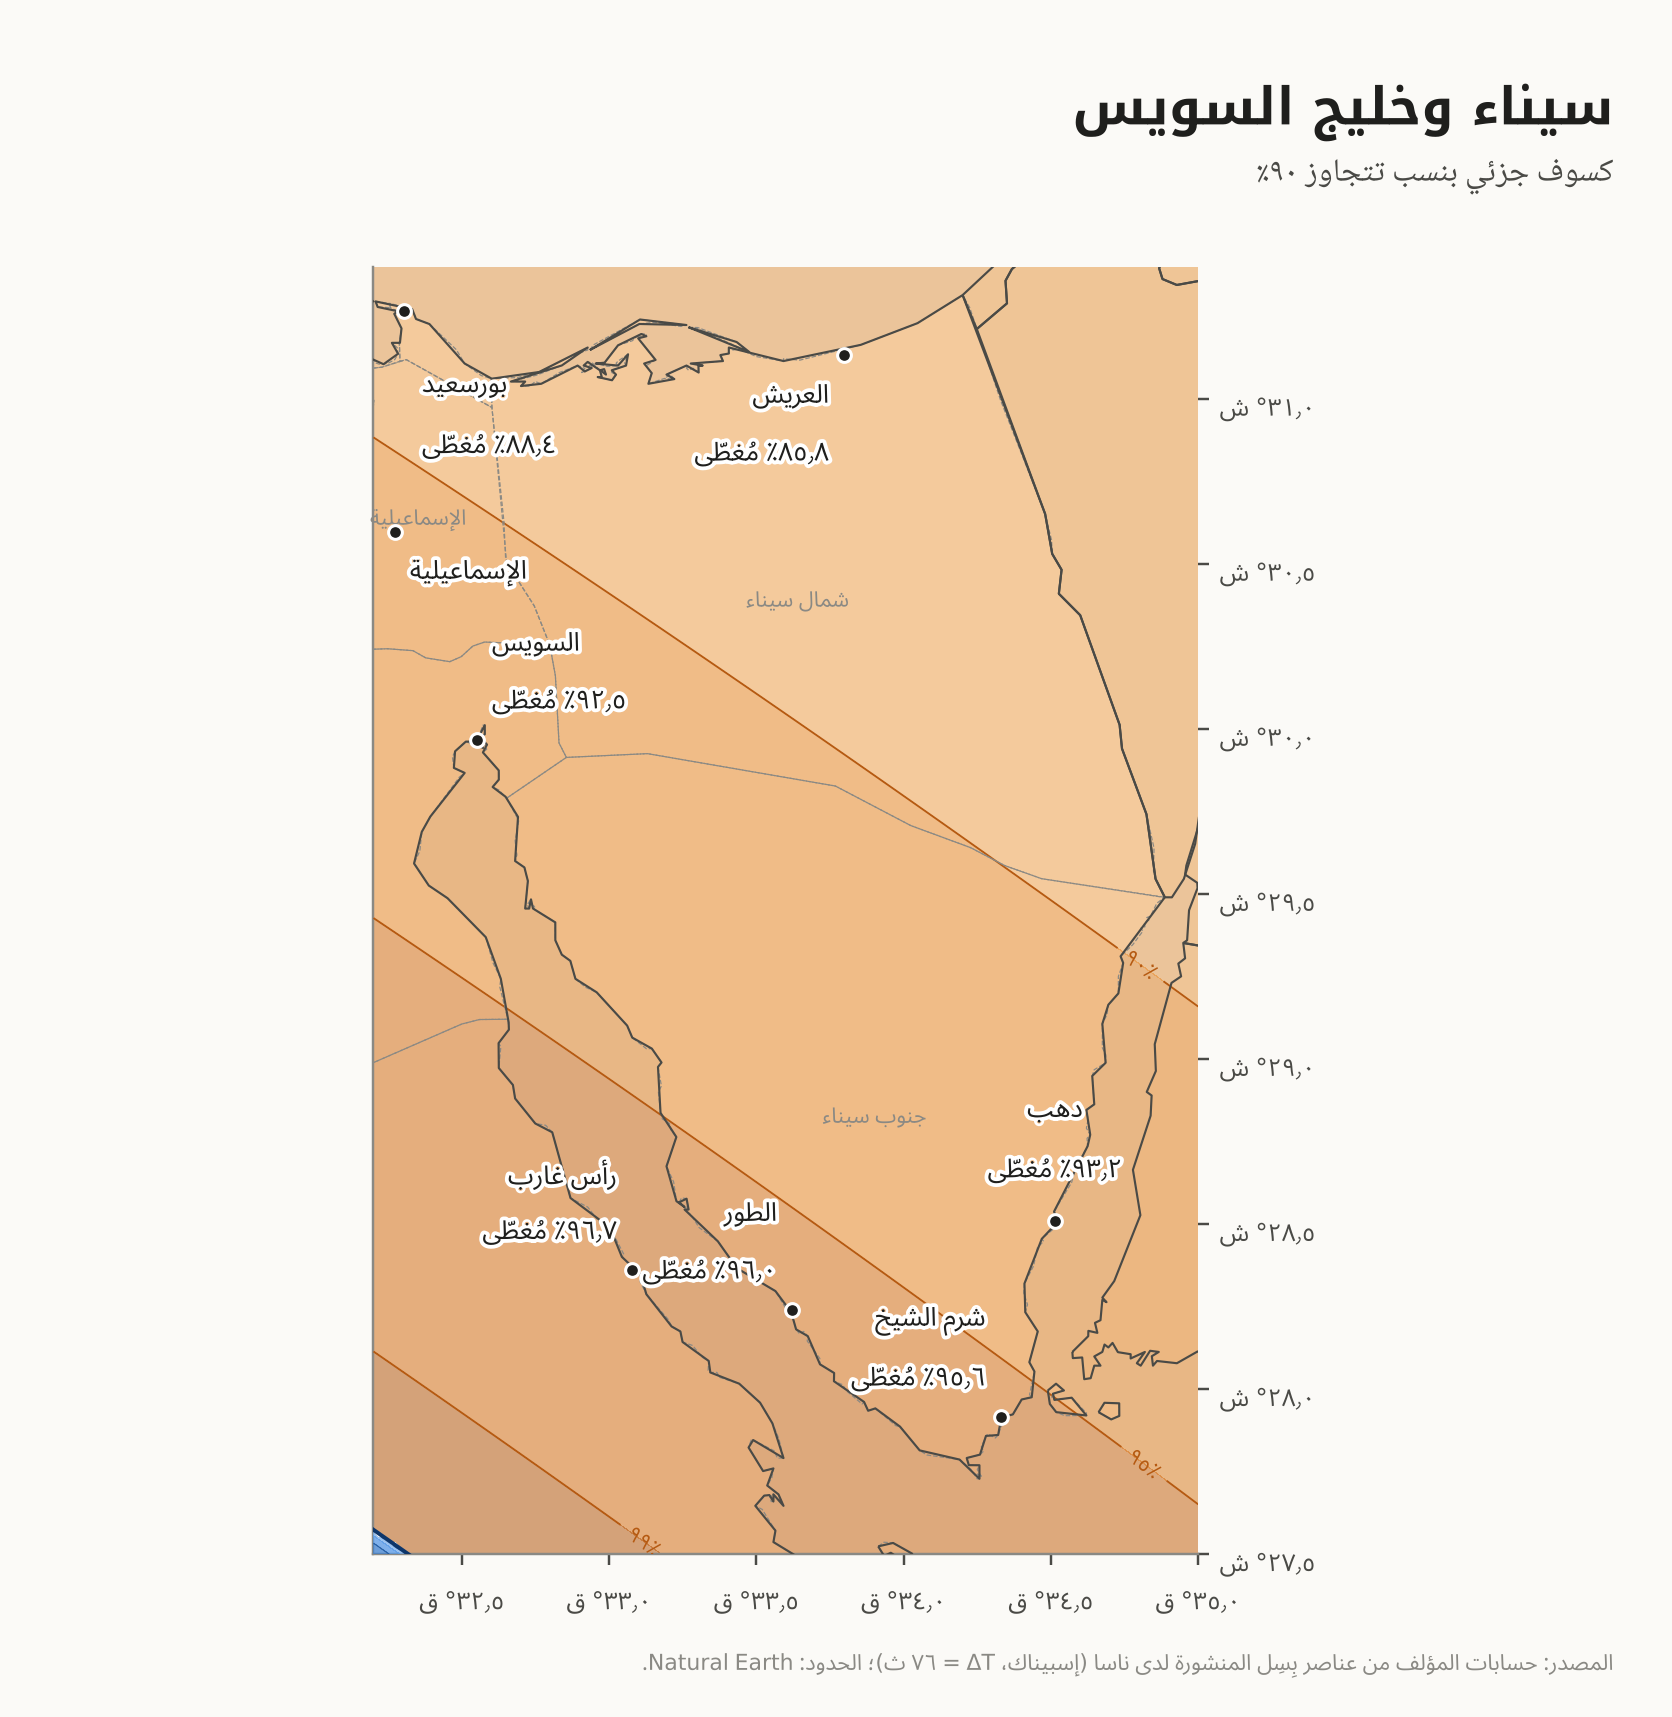 سيناء وخليج السويس
كسوف جزئي بنسب تتجاوز ٩٠٪
بورسعيد
٨٨٫٤٪ مُغطّى
العريش
٨٥٫٨٪ مُغطّى
٣١٫٠° ش
الإسماعيلية
الإسماعيلية
٣٠٫٥° ش
شمال سيناء
السويس
٩٢٫٥٪ مُغطّى
٣٠٫٠° ش
٢٩٫٥° ش
٩٠٪
٢٩٫٠° ش
دهب
٩٣٫٢٪ مُغطّى
جنوب سيناء
رأس غارب
٩٦٫٧٪ مُغطّى
الطور
٩٦٫٠٪ مُغطّى
٢٨٫٥° ش
شرم الشيخ
٩٥٫٦٪ مُغطّى
٢٨٫٠° ش
٩٥٪
٩٩٪
٢٧٫٥° ش
٣٢٫٥° ق
٣٣٫٠° ق
٣٣٫٥° ق
٣٤٫٠° ق
٣٤٫٥° ق
٣٥٫٠° ق
المصدر: حسابات المؤلف من عناصر بِسِل المنشورة لدى ناسا (إسبيناك، ΔT = ٧٦ ث)؛ الحدود: Natural Earth.